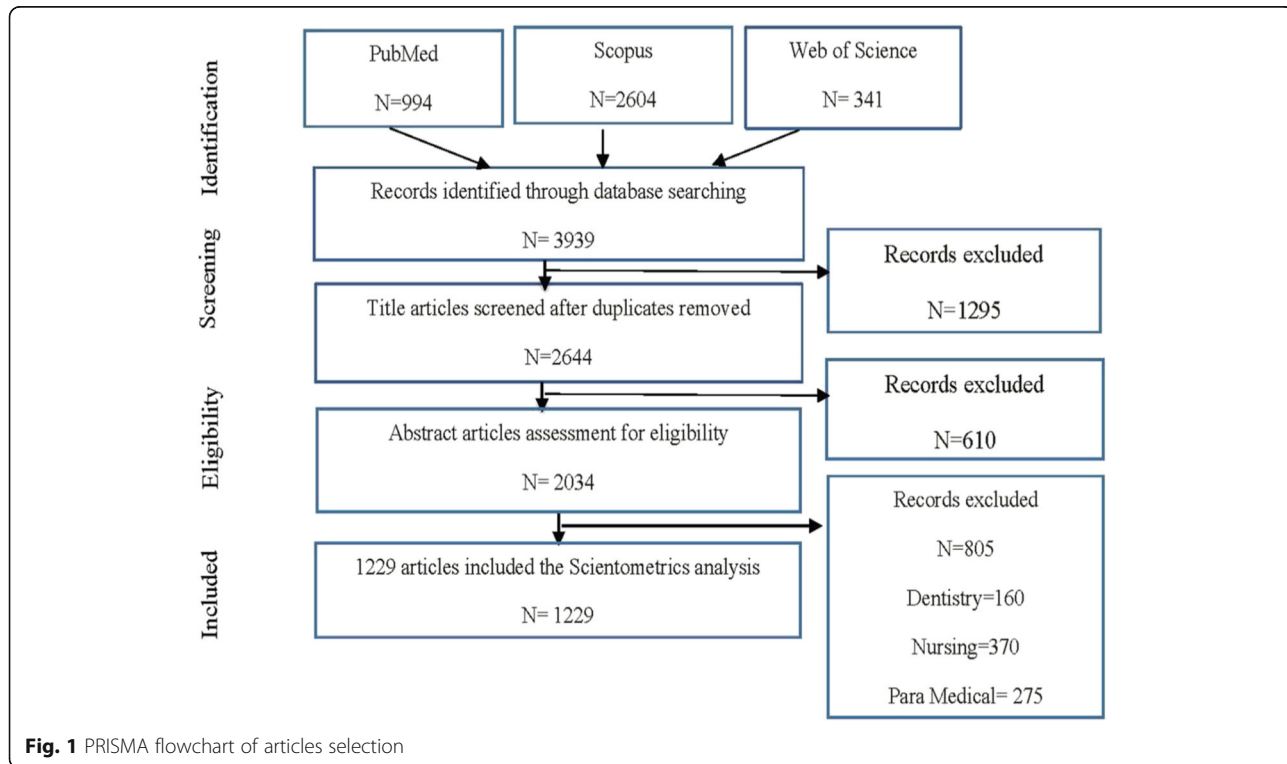 Identification
PubMed
N=994
Scopus
N=2604
Web of Science
N= 341
Records identified through database searching
N= 3939
Screening
Records excluded
N=1295
Title articles screened after duplicates removed
N=2644
Eligibility
Records excluded
N=610
Abstract articles assessment for eligibility
N= 2034
Included
Records excluded
N=805
Dentistry=160
Nursing=370
Para Medical= 275
1229 articles included the Scientometrics analysis
N= 1229
Fig. 1 PRISMA flowchart of articles selection